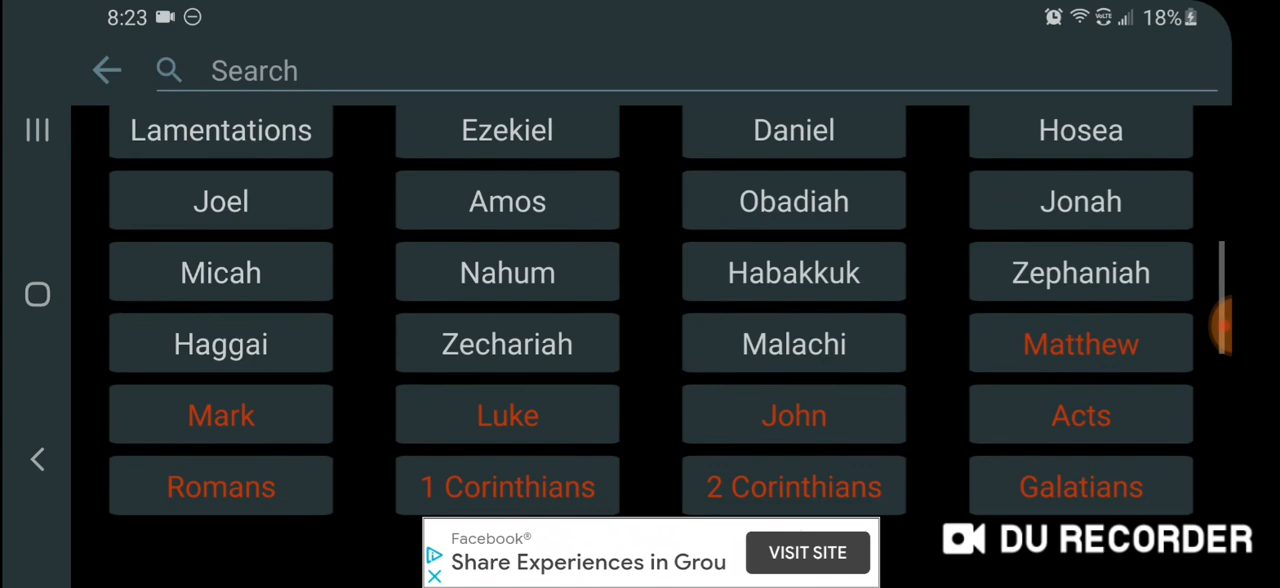 8:23
VoLTE 18%
Search
Lamentations Ezekiel Daniel Hosea
Joel Amos Obadiah Jonah
Micah Nahum Habakkuk Zephaniah
Haggai Zechariah Malachi Matthew
Mark Luke John Acts
Romans 1 Corinthians 2 Corinthians Galatians
Facebook®
Share Experiences in Grou
VISIT SITE
DU RECORDER